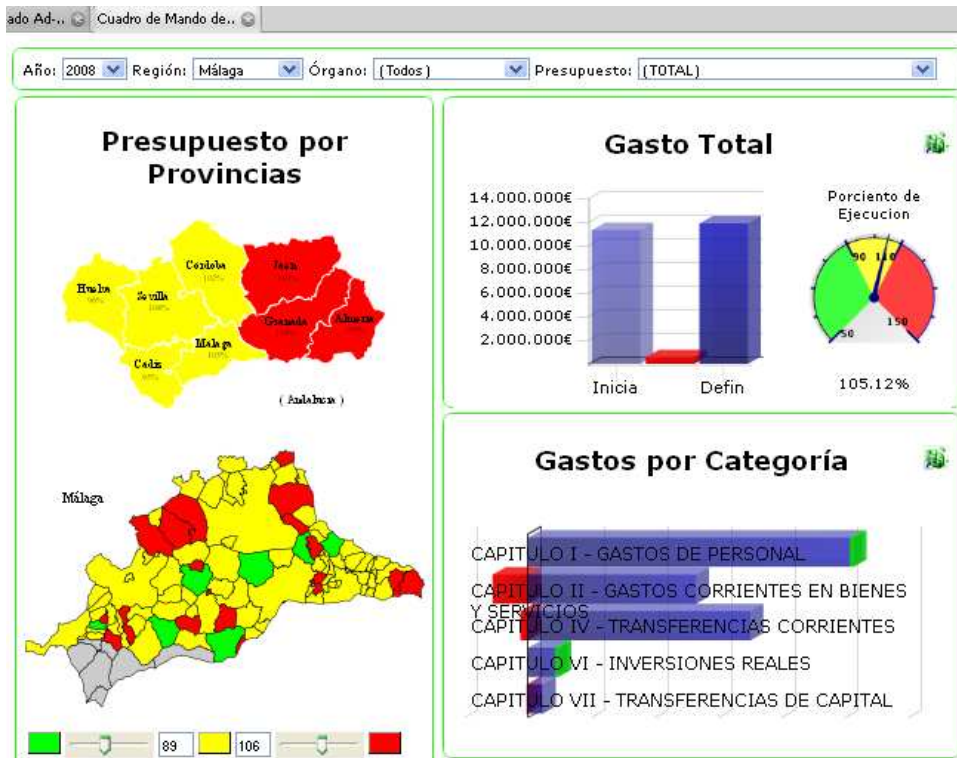 ado Ad-..
Cuadro de Mando de..
Año: 2008 Región: Málaga Órgano: (Todos) Presupuesto: (TOTAL)
Presupuesto por
Provincias
Córdoba
Jaen
Huelva
Sevilla
100%
Granada
Almeria
Malaga
105%
Cadiz
(Andalucia)
Málaga
89
106
Gasto Total
14.000.000€
12.000.000€
10.000.000€
8.000.000€
6.000.000€
4.000.000€
2.000.000€
Inicia Defin
Porciento de
Ejecucion
90 110
50 150
105.12%
Gastos por Categoría
CAPITULO I - GASTOS DE PERSONAL
CAPITULO II - GASTOS CORRIENTES EN BIENES
Y SERVICIOS
CAPITULO IV - TRANSFERENCIAS CORRIENTES
CAPITULO VI - INVERSIONES REALES
CAPITULO VII - TRANSFERENCIAS DE CAPITAL